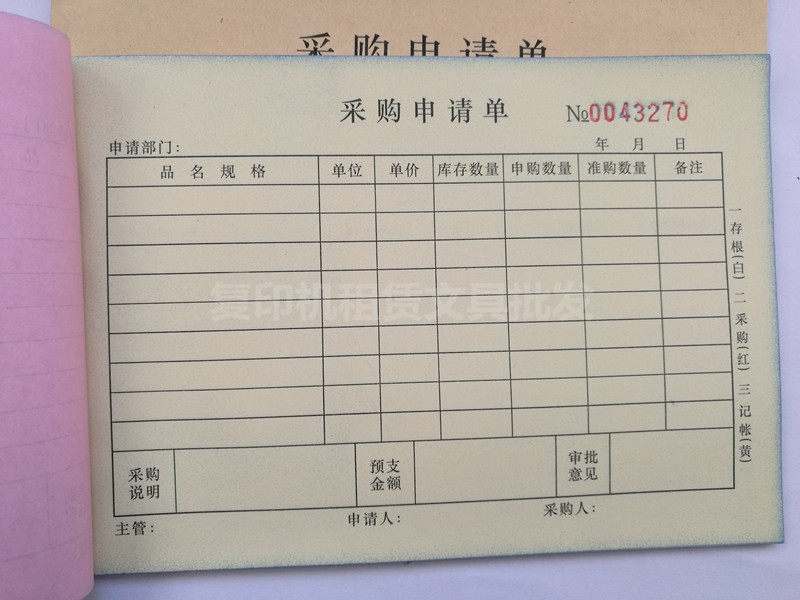 采购申请单
采购申请单 №0043270
申请部门: 年 月 日
品名规格 单位 单价 库存数量 申购数量 准购数量 备注
一存根(白) 二采购(红) 三记帐(黄)
复印机租赁文具批发
采购说明 预支金额 审批意见
主管: 申请人: 采购人: